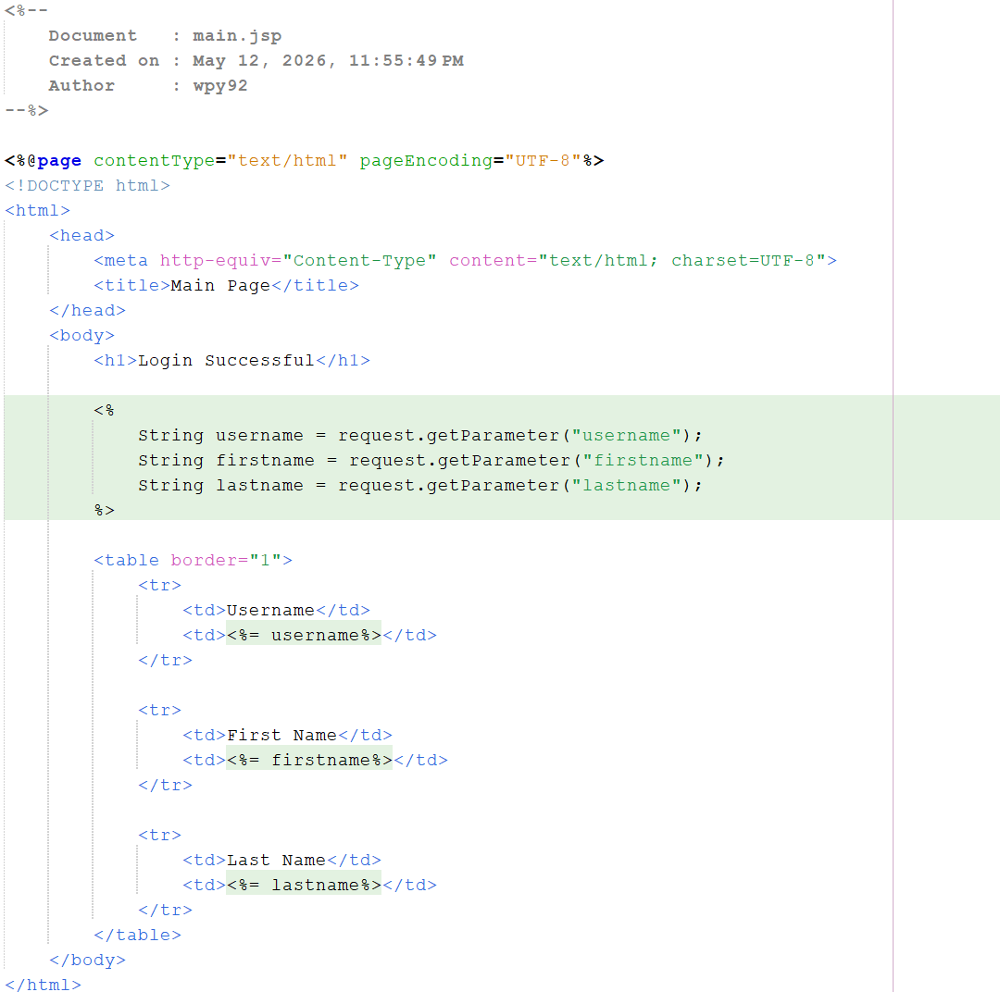 <%--
    Document   : main.jsp
    Created on : May 12, 2026, 11:55:49 PM
    Author     : wpy92
--%>

<%@page contentType="text/html" pageEncoding="UTF-8"%>
<!DOCTYPE html>
<html>
    <head>
        <meta http-equiv="Content-Type" content="text/html; charset=UTF-8">
        <title>Main Page</title>
    </head>
    <body>
        <h1>Login Successful</h1>

        <%
            String username = request.getParameter("username");
            String firstname = request.getParameter("firstname");
            String lastname = request.getParameter("lastname");
        %>

        <table border="1">
            <tr>
                <td>Username</td>
                <td><%= username%></td>
            </tr>

            <tr>
                <td>First Name</td>
                <td><%= firstname%></td>
            </tr>

            <tr>
                <td>Last Name</td>
                <td><%= lastname%></td>
            </tr>
        </table>
    </body>
</html>